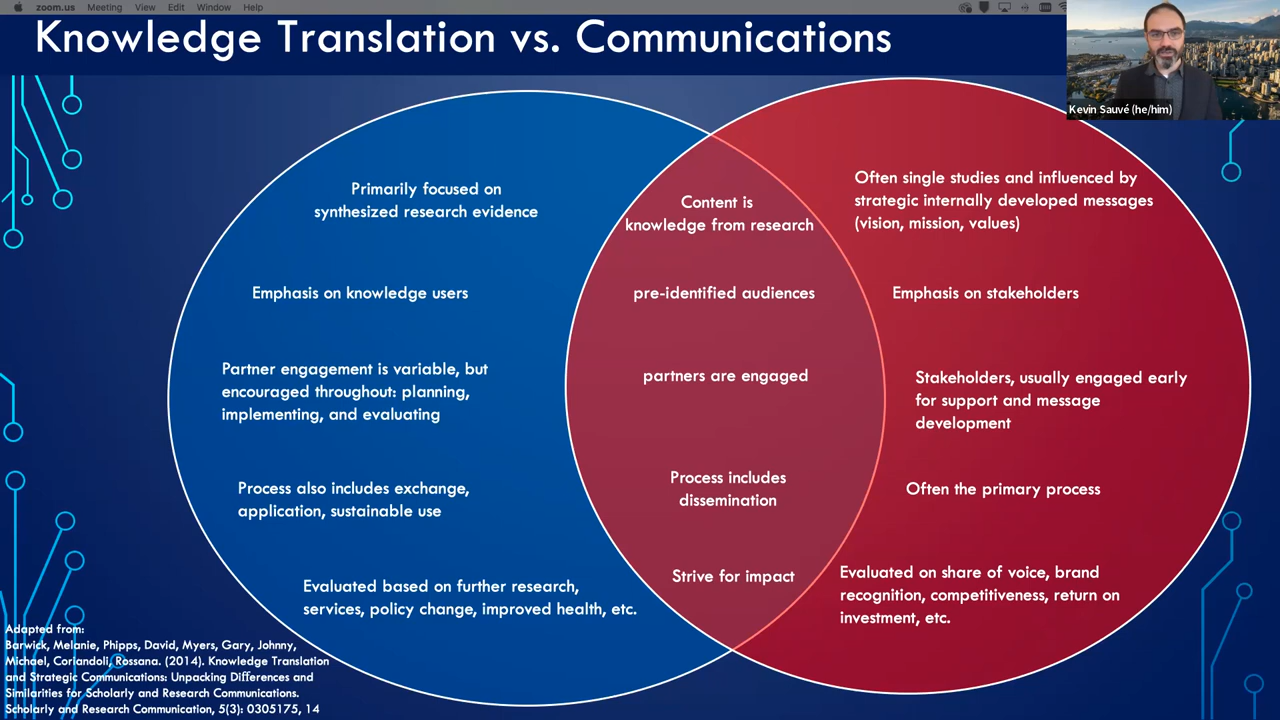 zoom.us Meeting View Edit Window Help
Knowledge Translation vs. Communications
Kevin Sauvé (he/him)
Primarily focused on
synthesized research evidence
Emphasis on knowledge users
Partner engagement is variable, but
encouraged throughout: planning,
implementing, and evaluating
Process also includes exchange,
application, sustainable use
Evaluated based on further research,
services, policy change, improved health, etc.
Content is
knowledge from research
pre-identified audiences
partners are engaged
Process includes
dissemination
Strive for impact
Often single studies and influenced by
strategic internally developed messages
(vision, mission, values)
Emphasis on stakeholders
Stakeholders, usually engaged early
for support and message
development
Often the primary process
Evaluated on share of voice, brand
recognition, competitiveness, return on
investment, etc.
Adapted from:
Barwick, Melanie, Phipps, David, Myers, Gary, Johnny,
Michael, Coriandoli, Rossana. (2014). Knowledge Translation
and Strategic Communications: Unpacking Differences and
Similarities for Scholarly and Research Communications.
Scholarly and Research Communication, 5(3): 0305175, 14